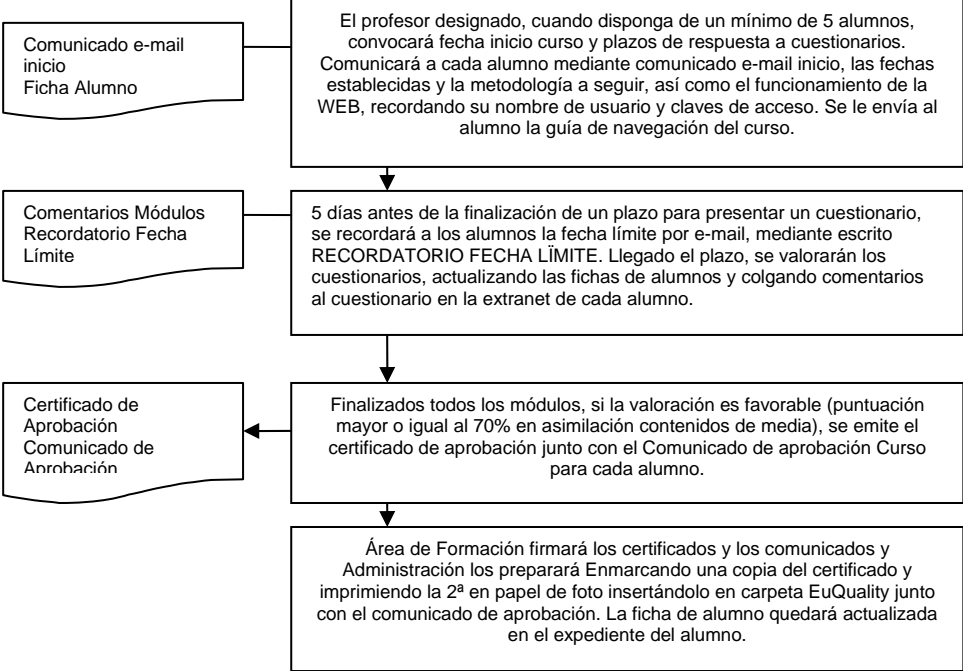 Comunicado e-mail
inicio
Ficha Alumno
El profesor designado, cuando disponga de un mínimo de 5 alumnos,
convocará fecha inicio curso y plazos de respuesta a cuestionarios.
Comunicará a cada alumno mediante comunicado e-mail inicio, las fechas
establecidas y la metodología a seguir, así como el funcionamiento de la
WEB, recordando su nombre de usuario y claves de acceso. Se le envía al
alumno la guía de navegación del curso.
Comentarios Módulos
Recordatorio Fecha
Límite
5 días antes de la finalización de un plazo para presentar un cuestionario,
se recordará a los alumnos la fecha límite por e-mail, mediante escrito
RECORDATORIO FECHA LÏMITE. Llegado el plazo, se valorarán los
cuestionarios, actualizando las fichas de alumnos y colgando comentarios
al cuestionario en la extranet de cada alumno.
Certificado de
Aprobación
Comunicado de
Aprobación
Finalizados todos los módulos, si la valoración es favorable (puntuación
mayor o igual al 70% en asimilación contenidos de media), se emite el
certificado de aprobación junto con el Comunicado de aprobación Curso
para cada alumno.
Área de Formación firmará los certificados y los comunicados y
Administración los preparará Enmarcando una copia del certificado y
imprimiendo la 2ª en papel de foto insertándolo en carpeta EuQuality junto
con el comunicado de aprobación. La ficha de alumno quedará actualizada
en el expediente del alumno.